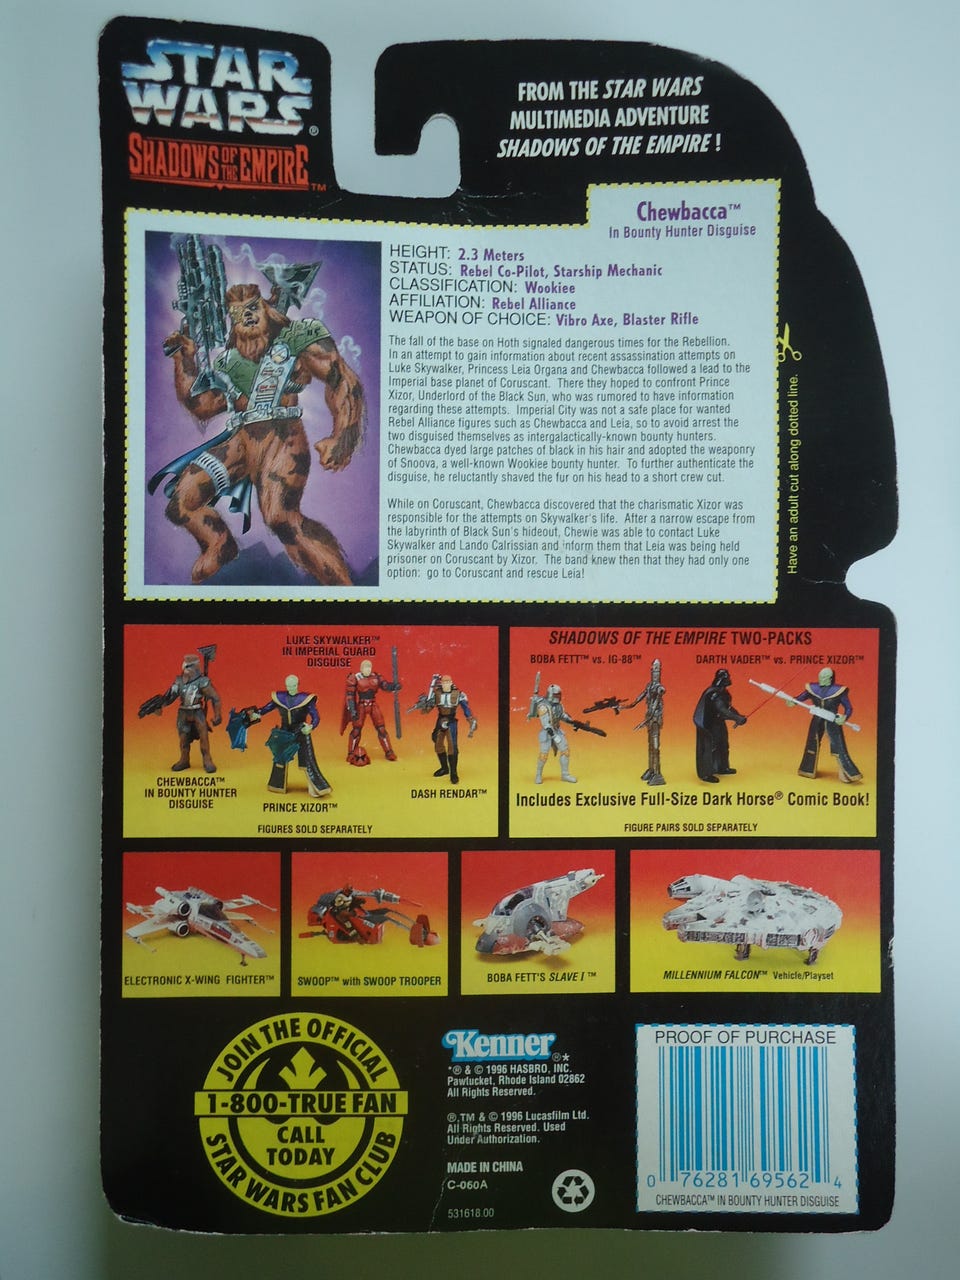 STAR
WARS®
SHADOWS OF THE EMPIRE™
FROM THE STAR WARS
MULTIMEDIA ADVENTURE
SHADOWS OF THE EMPIRE!
Chewbacca™
In Bounty Hunter Disguise
HEIGHT: 2.3 Meters
STATUS: Rebel Co-Pilot, Starship Mechanic
CLASSIFICATION: Wookiee
AFFILIATION: Rebel Alliance
WEAPON OF CHOICE: Vibro Axe, Blaster Rifle
The fall of the base on Hoth signaled dangerous times for the Rebellion.
In an attempt to gain information about recent assassination attempts on
Luke Skywalker, Princess Leia Organa and Chewbacca followed a lead to the
Imperial base planet of Coruscant. There they hoped to confront Prince
Xizor, Underlord of the Black Sun, who was rumored to have information
regarding these attempts. Imperial City was not a safe place for wanted
Rebel Alliance figures such as Chewbacca and Leia, so to avoid arrest the
two disguised themselves as intergalactically-known bounty hunters.
Chewbacca dyed large patches of black in his hair and adopted the weaponry
of Snoova, a well-known Wookiee bounty hunter. To further authenticate the
disguise, he reluctantly shaved the fur on his head to a short crew cut.
While on Coruscant, Chewbacca discovered that the charismatic Xizor was
responsible for the attempts on Skywalker's life. After a narrow escape from
the labyrinth of Black Sun's hideout, Chewie was able to contact Luke
Skywalker and Lando Calrissian and inform them that Leia was being held
prisoner on Coruscant by Xizor. The band knew then that they had only one
option: go to Coruscant and rescue Leia!
Have an adult cut along dotted line.
LUKE SKYWALKER™
IN IMPERIAL GUARD
DISGUISE
CHEWBACCA™
IN BOUNTY HUNTER
DISGUISE
PRINCE XIZOR™
DASH RENDAR™
FIGURES SOLD SEPARATELY
SHADOWS OF THE EMPIRE TWO-PACKS
BOBA FETT™ vs. IG-88™
DARTH VADER™ vs. PRINCE XIZOR™
Includes Exclusive Full-Size Dark Horse® Comic Book!
FIGURE PAIRS SOLD SEPARATELY
ELECTRONIC X-WING FIGHTER™
SWOOP™ with SWOOP TROOPER
BOBA FETT'S SLAVE I™
MILLENNIUM FALCON™ Vehicle/Playset
JOIN THE OFFICIAL
1-800-TRUE FAN
CALL
TODAY
STAR WARS FAN CLUB
Kenner®*
*® & © 1996 HASBRO, INC.
Pawtucket, Rhode Island 02862
All Rights Reserved.
®,TM & © 1996 Lucasfilm Ltd.
All Rights Reserved. Used
Under Authorization.
MADE IN CHINA
C-060A
531618.00
PROOF OF PURCHASE
0 76281 69562 4
CHEWBACCA™ IN BOUNTY HUNTER DISGUISE